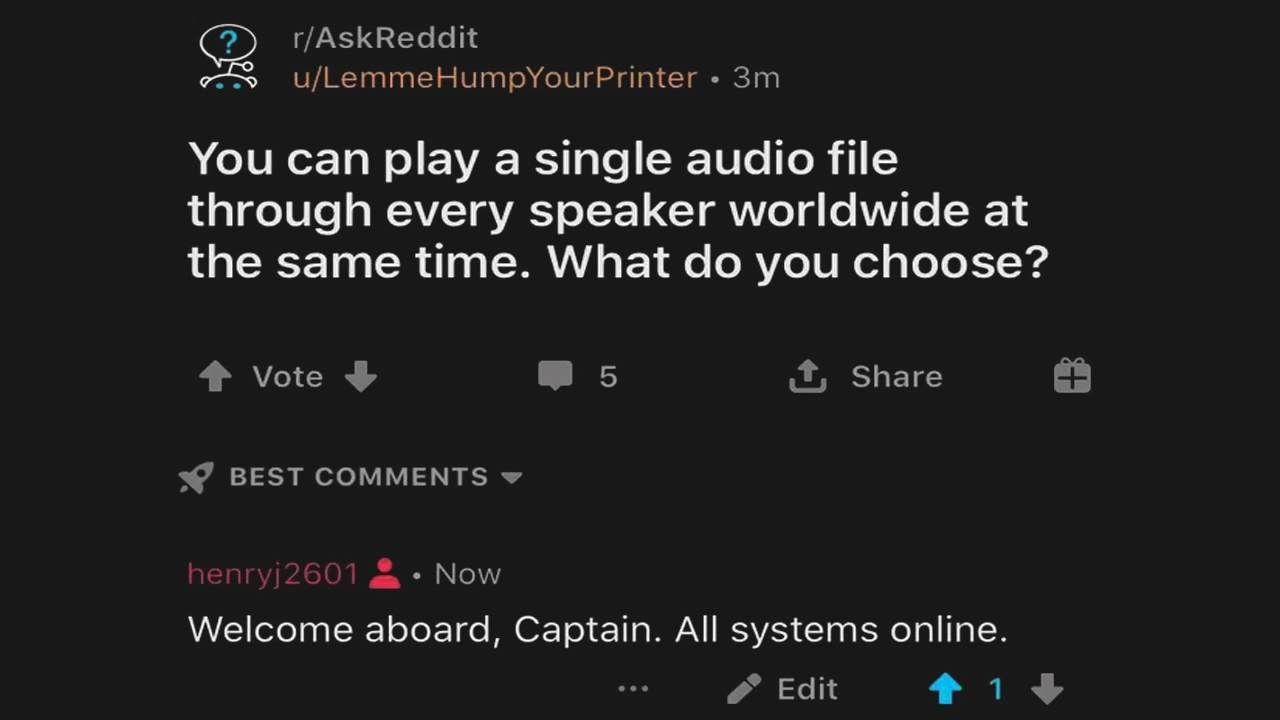 ?
r/AskReddit
u/LemmeHumpYourPrinter • 3m
You can play a single audio file
through every speaker worldwide at
the same time. What do you choose?
Vote 5 Share
BEST COMMENTS
henryj2601 • Now
Welcome aboard, Captain. All systems online.
... Edit 1